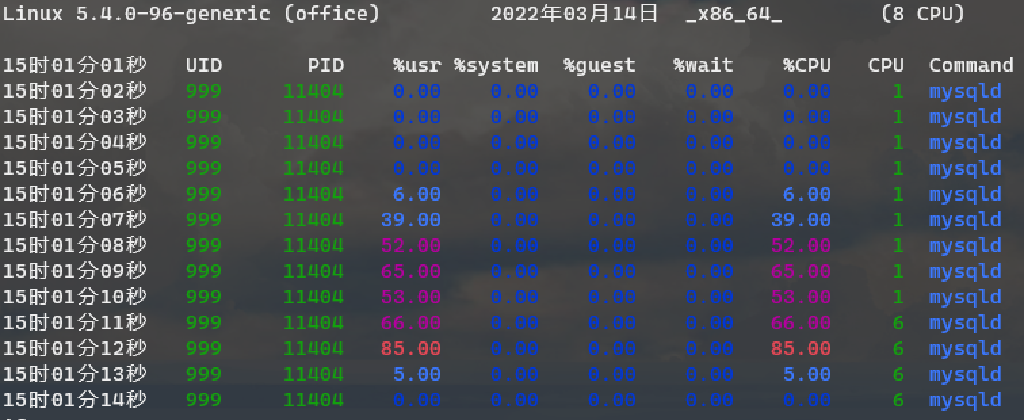 Linux 5.4.0-96-generic (office) 2022年03月14日 _x86_64_ (8 CPU)
15时01分01秒 UID PID %usr %system %guest %wait %CPU CPU Command
15时01分02秒 999 11404 0.00 0.00 0.00 0.00 0.00 1 mysqld
15时01分03秒 999 11404 0.00 0.00 0.00 0.00 0.00 1 mysqld
15时01分04秒 999 11404 0.00 0.00 0.00 0.00 0.00 1 mysqld
15时01分05秒 999 11404 0.00 0.00 0.00 0.00 0.00 1 mysqld
15时01分06秒 999 11404 6.00 0.00 0.00 0.00 6.00 1 mysqld
15时01分07秒 999 11404 39.00 0.00 0.00 0.00 39.00 1 mysqld
15时01分08秒 999 11404 52.00 0.00 0.00 0.00 52.00 1 mysqld
15时01分09秒 999 11404 65.00 0.00 0.00 0.00 65.00 1 mysqld
15时01分10秒 999 11404 53.00 0.00 0.00 0.00 53.00 1 mysqld
15时01分11秒 999 11404 66.00 0.00 0.00 0.00 66.00 6 mysqld
15时01分12秒 999 11404 85.00 0.00 0.00 0.00 85.00 6 mysqld
15时01分13秒 999 11404 5.00 0.00 0.00 0.00 5.00 6 mysqld
15时01分14秒 999 11404 0.00 0.00 0.00 0.00 0.00 6 mysqld